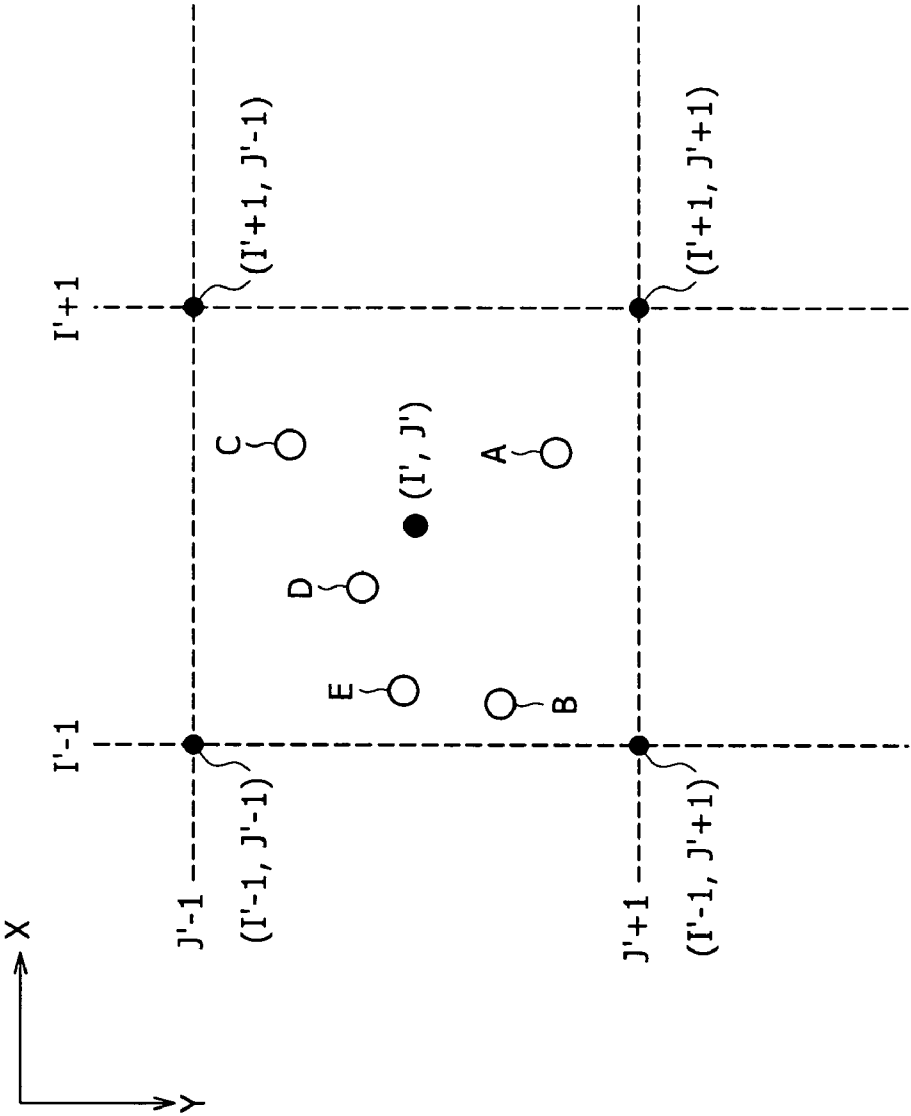 X
I'-1
I'+1
Y
J'-1
C
(I'-1, J'-1)
(I'+1, J'-1)
D
E
(I', J')
A
B
J'+1
(I'-1, J'+1)
(I'+1, J'+1)